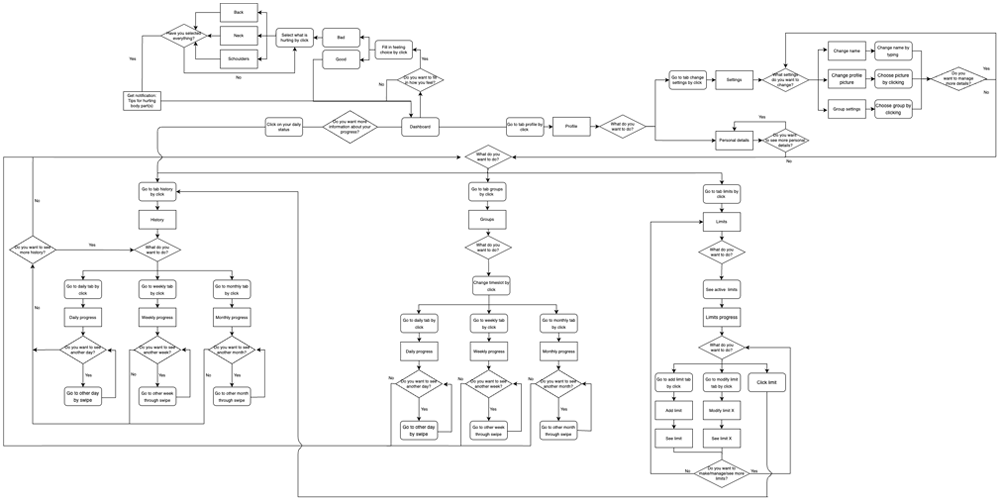 Back
Have you selected
everything?
Neck
Select what is
hurting by click
Bad
Good
Fill in feeling
choice by click
Schoulders
Yes
No
No
Yes
Do you want to fill
in how you feel?
Get notification:
Tips for hurting
body part(s)
Click on your daily
status
Do you want more
information about your
progress?
Dashboard
Go to tab profile by
click
Profile
What do you
want to do?
Go to tab change
settings by click
Settings
What settings
do you want to
change?
Change name
Change name by
typing
Change profile
picture
Choose picture
by clicking
Group settings
Choose group by
clicking
Do you
want to manage
more details?
Yes
No
Yes
Personal details
Do you want
to see more personal
details?
No
What do you
want to do?
Go to tab history
by click
History
What do you
want to do?
No
Do you want to see
more history?
Yes
Go to daily tab by
click
Go to weekly tab
by click
Go to monthly tab
by click
Daily progress
Weekly progress
Monthly progress
No
Do you want to see
another day?
No
Do you want to see
another week?
No
Do you want to see
another month?
Yes
Yes
Yes
Go to other day
by swipe
Go to other week
through swipe
Go to other month
through swipe
Go to tab groups
by click
Groups
What do you
want to do?
Change timeslot by
click
Go to daily tab by
click
Go to weekly tab by
click
Go to monthly tab
by click
Daily progress
Weekly progress
Monthly progress
No
Do you want to see
another day?
No
Do you want to see
another week?
No
Do you want to see
another month?
Yes
Yes
Yes
Go to other day
by swipe
Go to other week
through swipe
Go to other month
through swipe
Go to tab limits by
click
Limits
What do you
want to do?
See active limits
Limits progress
What do you
want to do?
Go to add limit tab
by click
Go to modify limit
tab by click
Click limit
Add limit
Modify limit X
See limit
See limit X
No
Do you want to
make/manage/see more
limits?
Yes